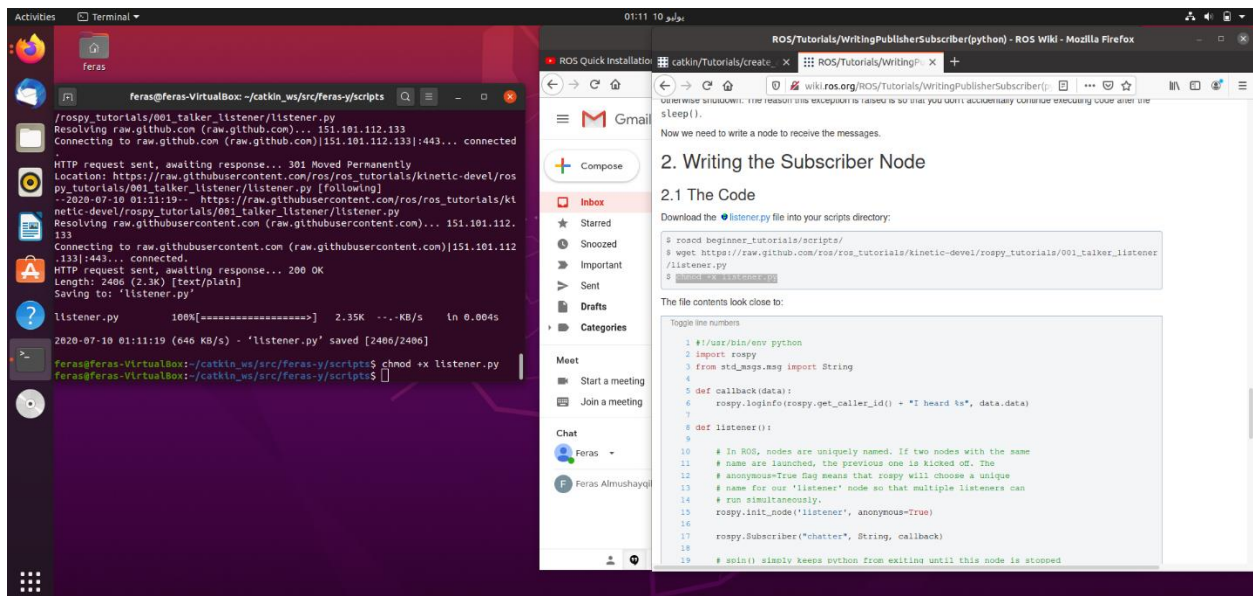 Activities
Terminal
01:11 10 يوليو
feras
feras@feras-VirtualBox: ~/catkin_ws/src/feras-y/scripts
/rospy_tutorials/001_talker_listener/listener.py
Resolving raw.github.com (raw.github.com)... 151.101.112.133
Connecting to raw.github.com (raw.github.com)|151.101.112.133|:443... connected
.
HTTP request sent, awaiting response... 301 Moved Permanently
Location: https://raw.githubusercontent.com/ros/ros_tutorials/kinetic-devel/ros
py_tutorials/001_talker_listener/listener.py [following]
--2020-07-10 01:11:19-- https://raw.githubusercontent.com/ros/ros_tutorials/ki
netic-devel/rospy_tutorials/001_talker_listener/listener.py
Resolving raw.githubusercontent.com (raw.githubusercontent.com)... 151.101.112.
133
Connecting to raw.githubusercontent.com (raw.githubusercontent.com)|151.101.112
.133|:443... connected.
HTTP request sent, awaiting response... 200 OK
Length: 2406 (2.3K) [text/plain]
Saving to: ‘listener.py’
listener.py 100%[===================>] 2.35K --.-KB/s in 0.004s
2020-07-10 01:11:19 (646 KB/s) - ‘listener.py’ saved [2406/2406]
feras@feras-VirtualBox:~/catkin_ws/src/feras-y/scripts$ chmod +x listener.py
feras@feras-VirtualBox:~/catkin_ws/src/feras-y/scripts$
ROS Quick Installatio
Gmail
Compose
Inbox
Starred
Snoozed
Important
Sent
Drafts
Categories
Meet
Start a meeting
Join a meeting
Chat
Feras
F Feras Almushayqi
ROS/Tutorials/WritingPublisherSubscriber(python) - ROS Wiki - Mozilla Firefox
catkin/Tutorials/create_
ROS/Tutorials/WritingPu
wiki.ros.org/ROS/Tutorials/WritingPublisherSubscriber(p
otherwise shutdown. The reason this exception is raised is so that you don't accidentally continue executing code after the
sleep().
Now we need to write a node to receive the messages.
2. Writing the Subscriber Node
2.1 The Code
Download the listener.py file into your scripts directory:
$ roscd beginner_tutorials/scripts/
$ wget https://raw.github.com/ros/ros_tutorials/kinetic-devel/rospy_tutorials/001_talker_listener
/listener.py
$ chmod +x listener.py
The file contents look close to:
Toggle line numbers
1 #!/usr/bin/env python
2 import rospy
3 from std_msgs.msg import String
4
5 def callback(data):
6 rospy.loginfo(rospy.get_caller_id() + "I heard %s", data.data)
7
8 def listener():
9
10 # In ROS, nodes are uniquely named. If two nodes with the same
11 # name are launched, the previous one is kicked off. The
12 # anonymous=True flag means that rospy will choose a unique
13 # name for our 'listener' node so that multiple listeners can
14 # run simultaneously.
15 rospy.init_node('listener', anonymous=True)
16
17 rospy.Subscriber("chatter", String, callback)
18
19 # spin() simply keeps python from exiting until this node is stopped